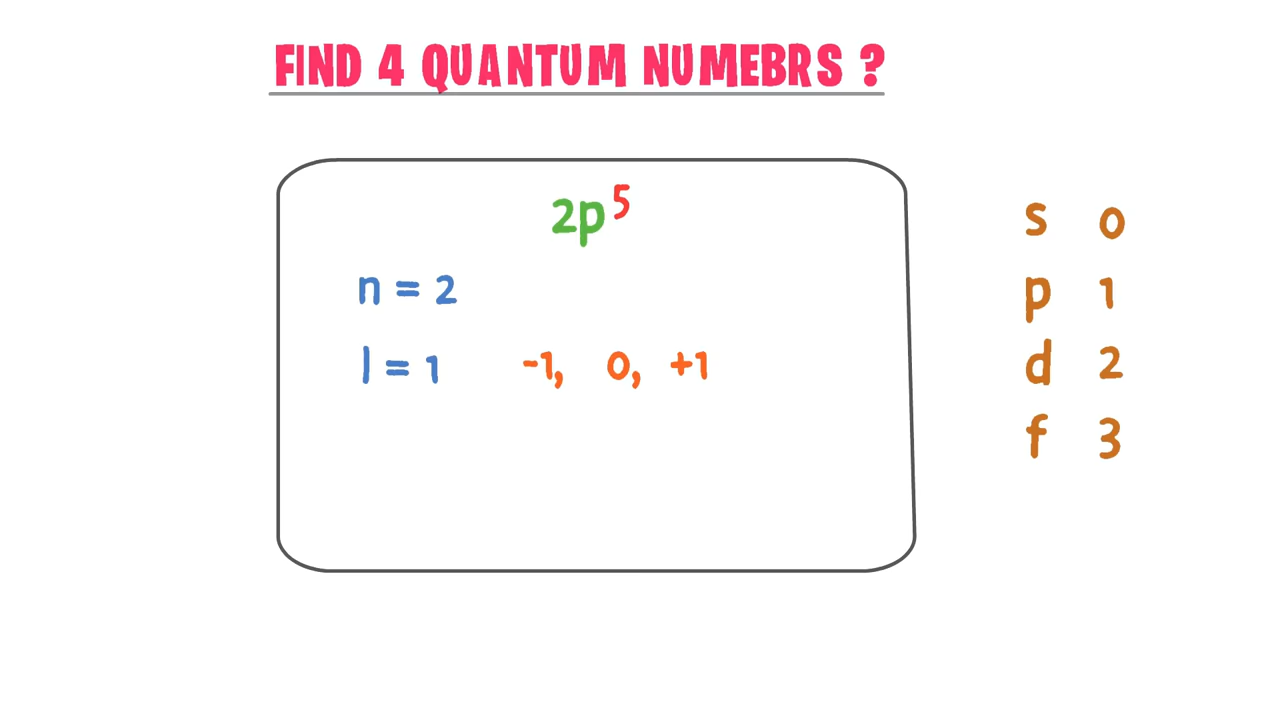 FIND 4 QUANTUM NUMEBRS ?
2p⁵
n = 2
l = 1 -1, 0, +1
s 0
p 1
d 2
f 3